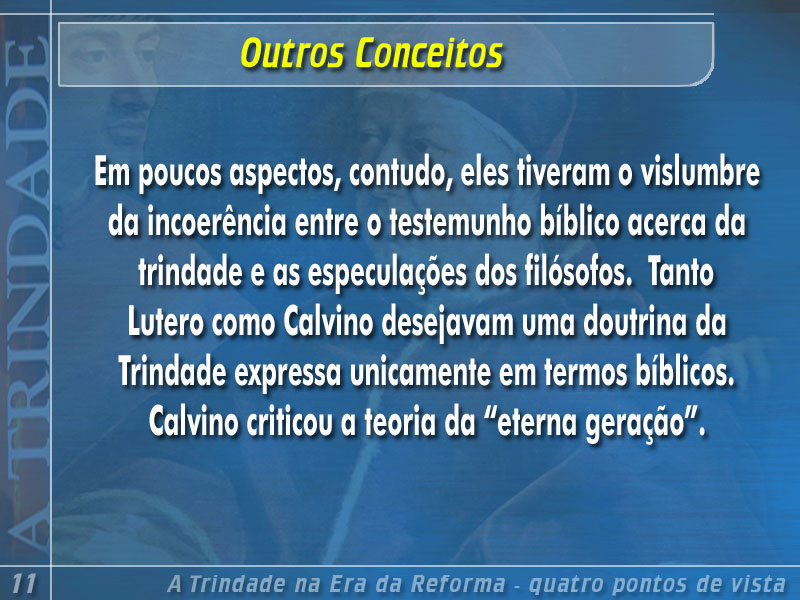 Outros Conceitos
Em poucos aspectos, contudo, eles tiveram o vislumbre
da incoerência entre o testemunho bíblico acerca da
trindade e as especulações dos filósofos.  Tanto
Lutero como Calvino desejavam uma doutrina da
Trindade expressa unicamente em termos bíblicos.
Calvino criticou a teoria da “eterna geração”.
A TRINDADE
11
A Trindade na Era da Reforma - quatro pontos de vista